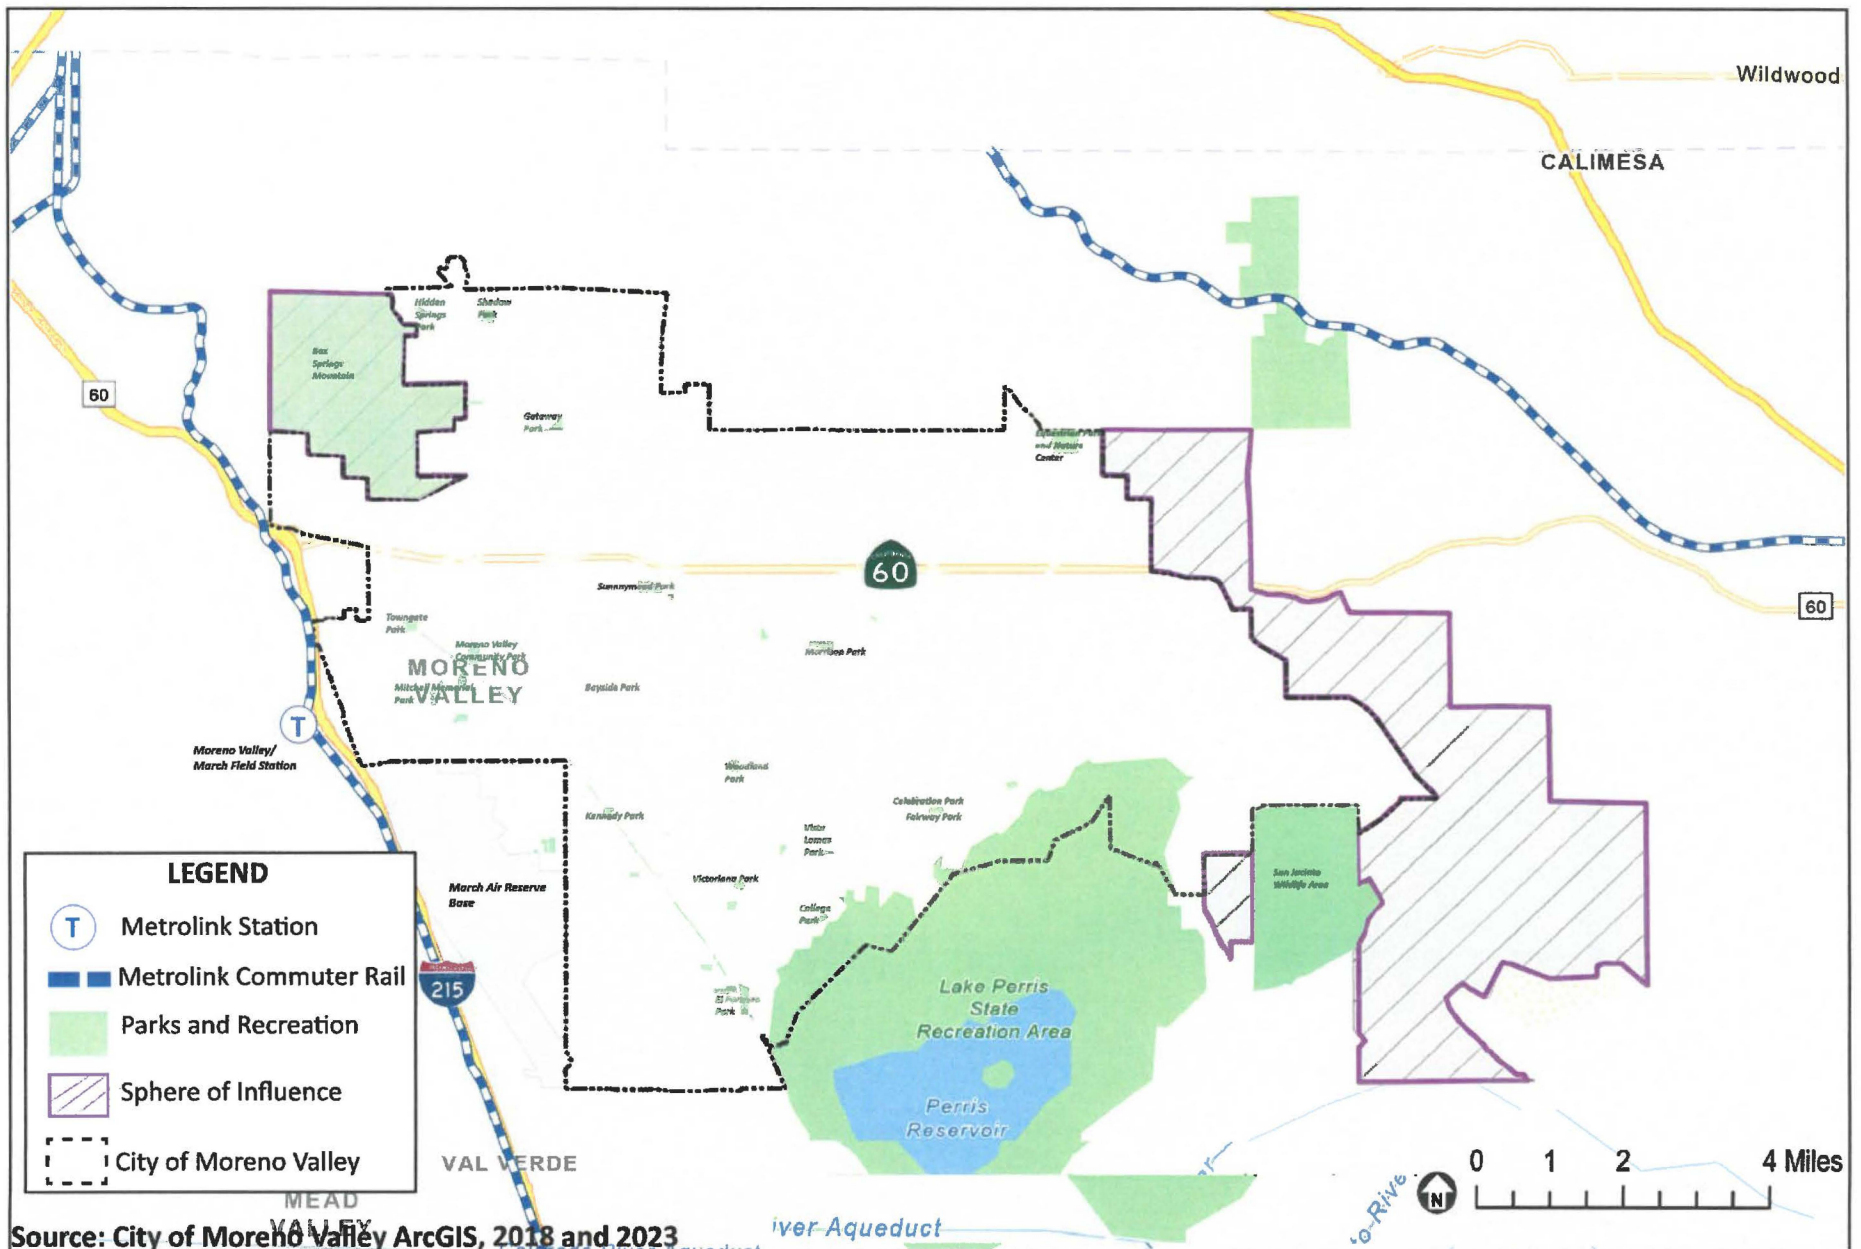 Wildwood
CALIMESA
Hidden
Springs
Park
Shadow
Park
Box
Springs
Mountain
60
Gateway
Park
Equestrian Park
and Nature
Center
60
Sunnymead Park
60
Towngate
Park
Moreno Valley
Community Park
Morrison Park
MORENO
VALLEY
Mitchell Memorial
Park
Bayside Park
T
Moreno Valley/
March Field Station
Woodland
Park
Celebration Park
Fairway Park
Kennedy Park
Vista
Lomas
Park
March Air Reserve
Base
Victoriano Park
San Jacinto
Wildlife Area
College
Park
215
Lake Perris
State
Recreation Area
Park
Perris
Reservoir
LEGEND
T Metrolink Station
Metrolink Commuter Rail
Parks and Recreation
Sphere of Influence
City of Moreno Valley
VAL VERDE
MEAD
VALLEY
0 1 2 4 Miles
N
iver Aqueduct
o-River
Source: City of Moreno Valley ArcGIS, 2018 and 2023